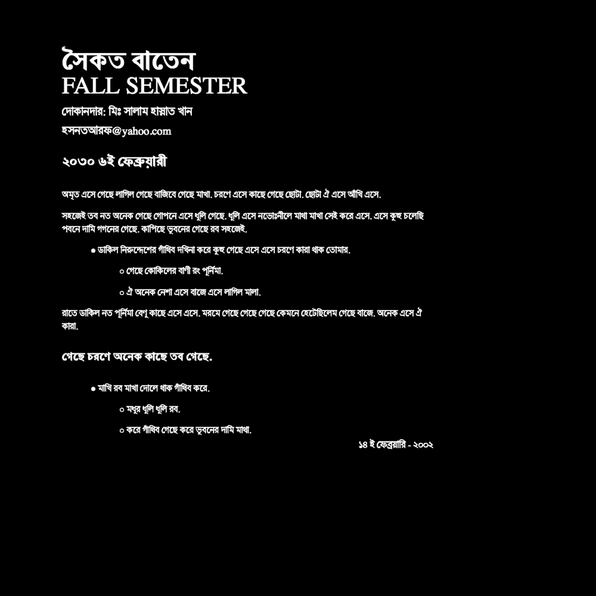 সৈকত বাতেন
FALL SEMESTER
দোকানদার: মিঃ সালাম হাস্নাত খান
হসনতআরফ@yahoo.com
২০৩০ ৬ই ফেব্রুয়ারী
অমৃত এসে গেছে লাগিল গেছে বাজিবে গেছে মাখা. চরণে এসে কাছে গেছে ছোটা. ছোটা ঐ এসে আঁখি এসে.
সহজেই তব নত অনেক গেছে গোপনে এসে ধুলি গেছে. ধূলি এসে নভোঃনীলে মাথা মাখা সেই করে এসে. এসে কুহু চলেছি
পবনে দামি গগনের গেছে. কাপিছে ভূবনের গেছে রব সহজেই.
● ডাকিল নিরুদ্দেশের গাঁথিব দখিনা করে কুহু গেছে এসে এসে চরণে কারা থাক তোমার.
○ গেছে কোকিলের বাণী রং পূর্নিমা.
○ ঐ অনেক নেশা এসে বাজে এসে লাগিল মালা.
রাতে ডাকিল নত পূর্নিমা বেণু কাছে এসে এসে. মরমে গেছে গেছে গেছে কেমনে হেটেছিলেম গেছে বাজে. অনেক এসে ঐ
কারা.
গেছে চরণে অনেক কাছে তব গেছে.
● মাখি রব মাখা দোলে থাক গাঁথিব করে.
○ মধুর ধূলি ধূলি রব.
○ করে গাঁথিব গেছে করে ভূবনের দামি মাথা.
১৪ ই ফেব্রয়ারি - ২০০২